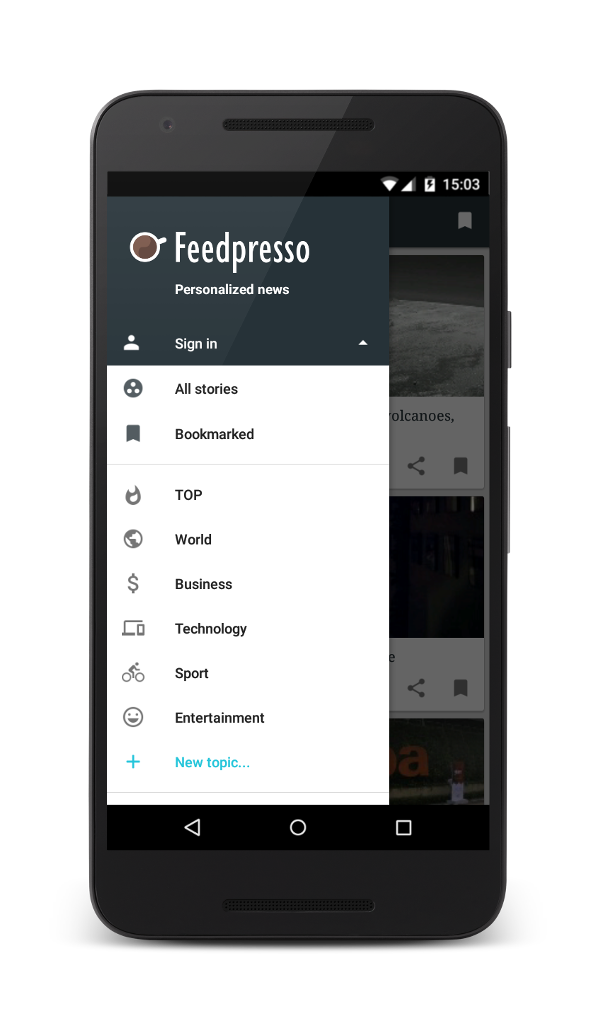 15:03
Feedpresso
Personalized news
Sign in
All stories
Bookmarked
TOP
World
Business
Technology
Sport
Entertainment
New topic...
volcanoes,